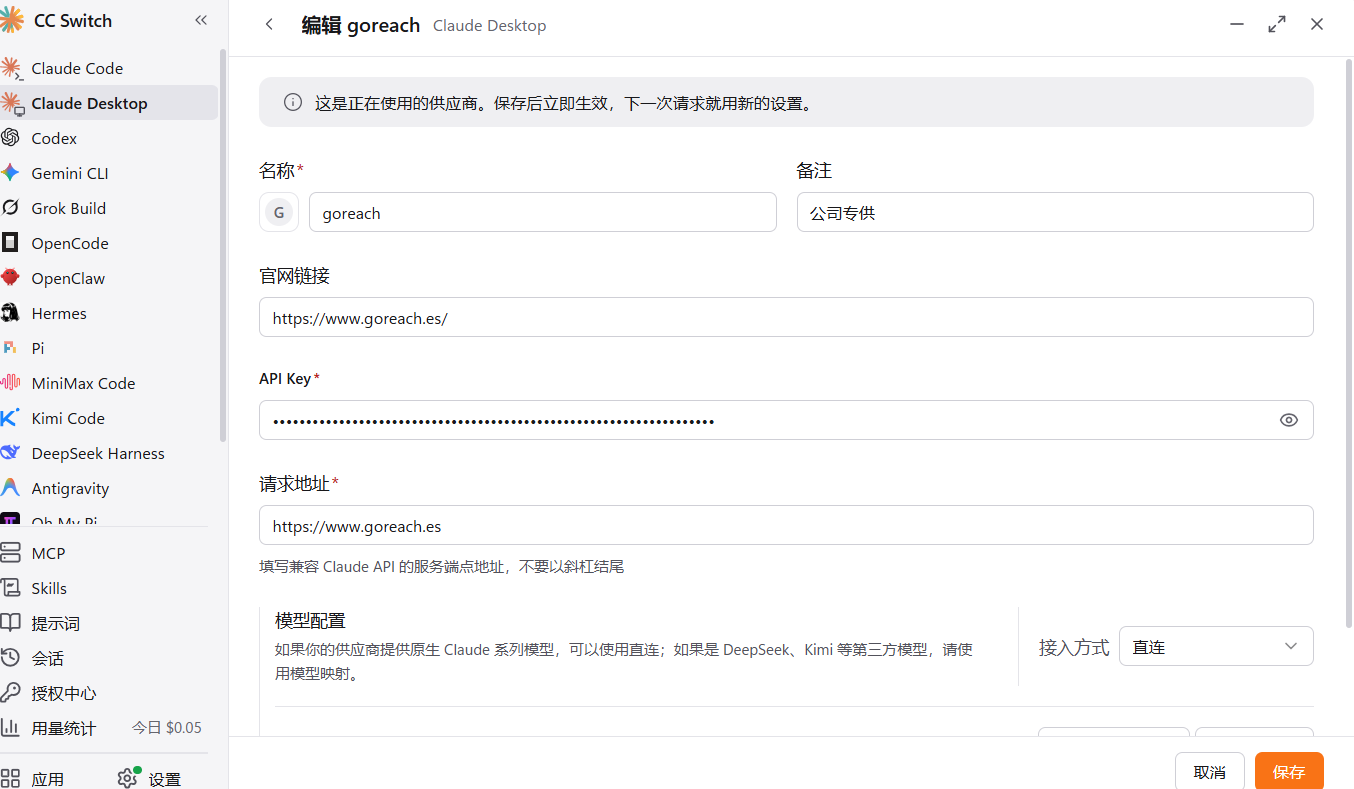 CC Switch
Claude Code
Claude Desktop
Codex
Gemini CLI
Grok Build
OpenCode
OpenClaw
Hermes
Pi
MiniMax Code
Kimi Code
DeepSeek Harness
Antigravity
Oh My Pi
MCP
Skills
提示词
会话
授权中心
用量统计 今日 $0.05
应用 设置
编辑 goreach Claude Desktop
这是正在使用的供应商。保存后立即生效，下一次请求就用新的设置。
名称*
备注
G
goreach
公司专供
官网链接
https://www.goreach.es/
API Key*
请求地址*
https://www.goreach.es
填写兼容 Claude API 的服务端点地址，不要以斜杠结尾
模型配置
如果你的供应商提供原生 Claude 系列模型，可以使用直连；如果是 DeepSeek、Kimi 等第三方模型，请使
用模型映射。
接入方式 直连
取消 保存